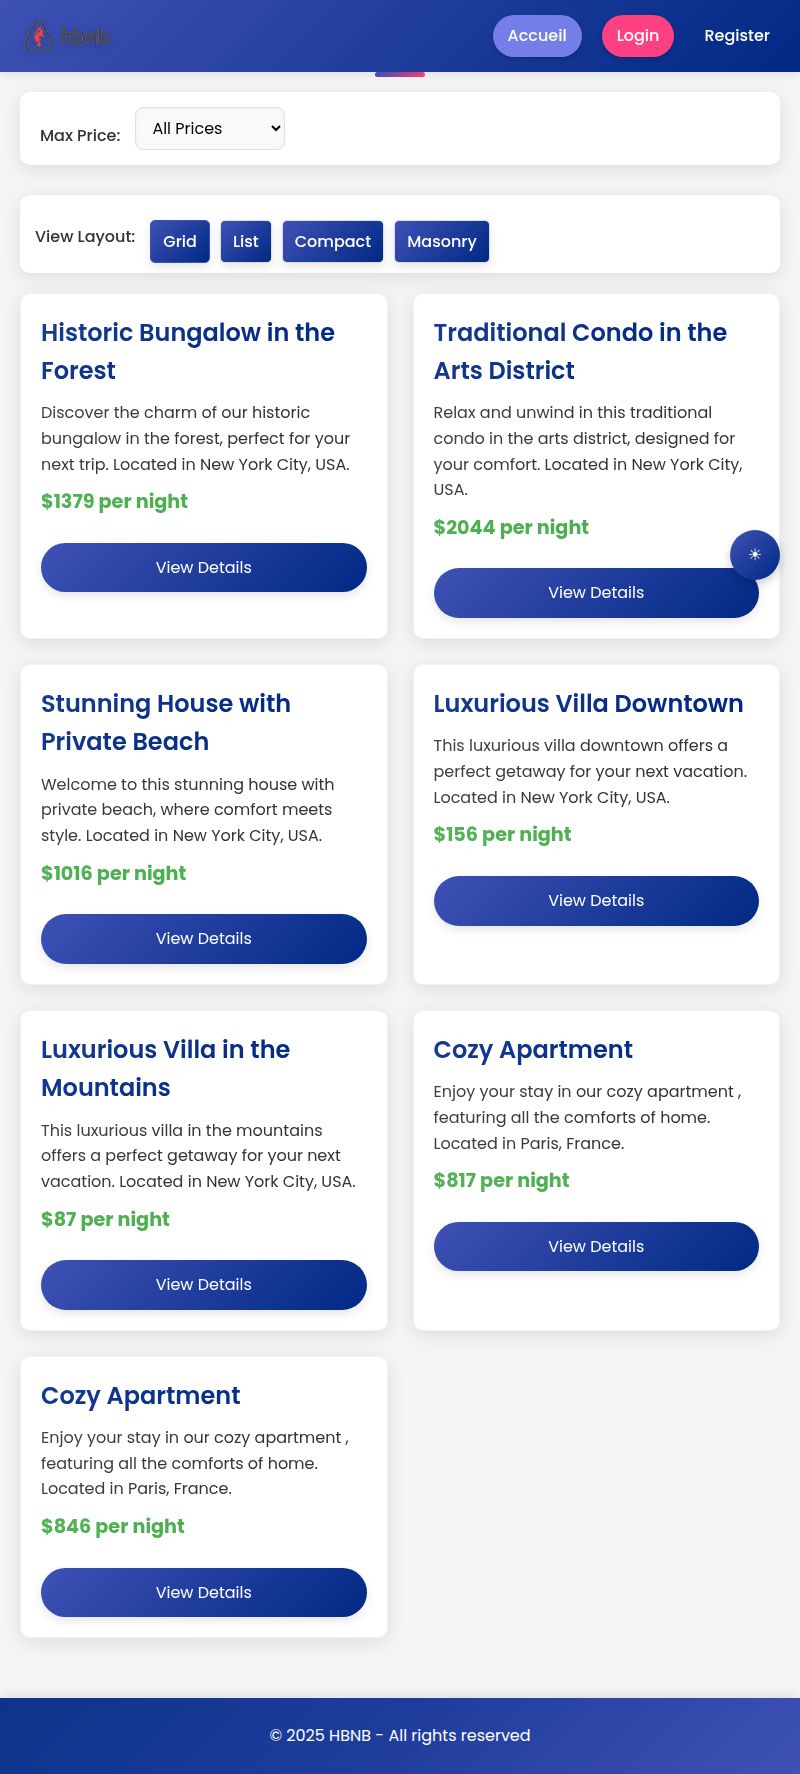 hbnb
Accueil
Login
Register
Max Price:
All Prices
View Layout:
Grid
List
Compact
Masonry
Historic Bungalow in the
Forest
Discover the charm of our historic
bungalow in the forest, perfect for your
next trip. Located in New York City, USA.
$1379 per night
View Details
Traditional Condo in the
Arts District
Relax and unwind in this traditional
condo in the arts district, designed for
your comfort. Located in New York City,
USA.
$2044 per night
View Details
Stunning House with
Private Beach
Welcome to this stunning house with
private beach, where comfort meets
style. Located in New York City, USA.
$1016 per night
View Details
Luxurious Villa Downtown
This luxurious villa downtown offers a
perfect getaway for your next vacation.
Located in New York City, USA.
$156 per night
View Details
Luxurious Villa in the
Mountains
This luxurious villa in the mountains
offers a perfect getaway for your next
vacation. Located in New York City, USA.
$87 per night
View Details
Cozy Apartment
Enjoy your stay in our cozy apartment ,
featuring all the comforts of home.
Located in Paris, France.
$817 per night
View Details
Cozy Apartment
Enjoy your stay in our cozy apartment ,
featuring all the comforts of home.
Located in Paris, France.
$846 per night
View Details
© 2025 HBNB - All rights reserved